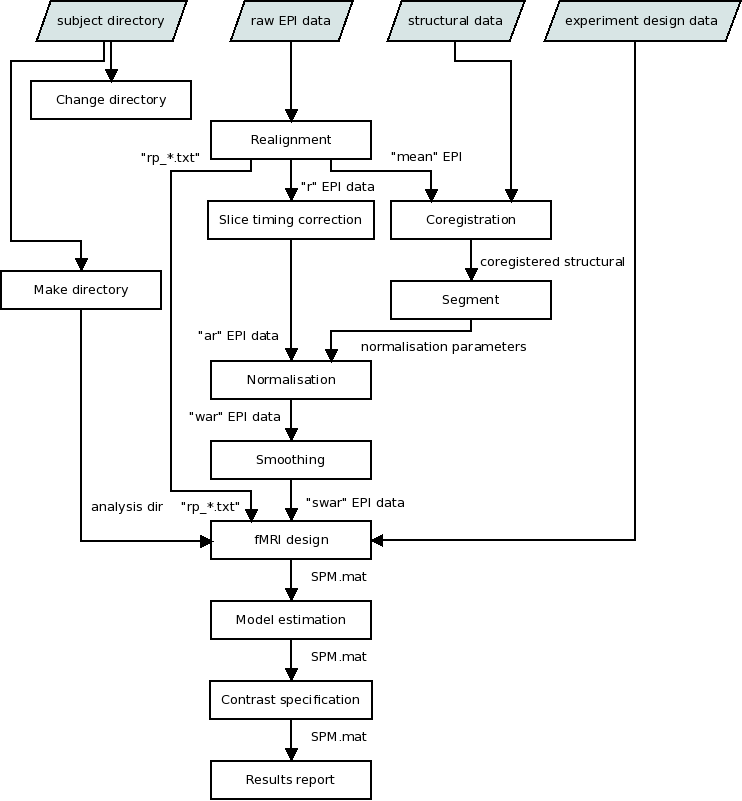 subject directory
raw EPI data
structural data
experiment design data
Change directory
Realignment
"rp_*.txt"
"mean" EPI
"r" EPI data
Slice timing correction
Coregistration
coregistered structural
Make directory
Segment
"ar" EPI data
normalisation parameters
Normalisation
"war" EPI data
Smoothing
analysis dir
"rp_*.txt"
"swar" EPI data
fMRI design
SPM.mat
Model estimation
SPM.mat
Contrast specification
SPM.mat
Results report